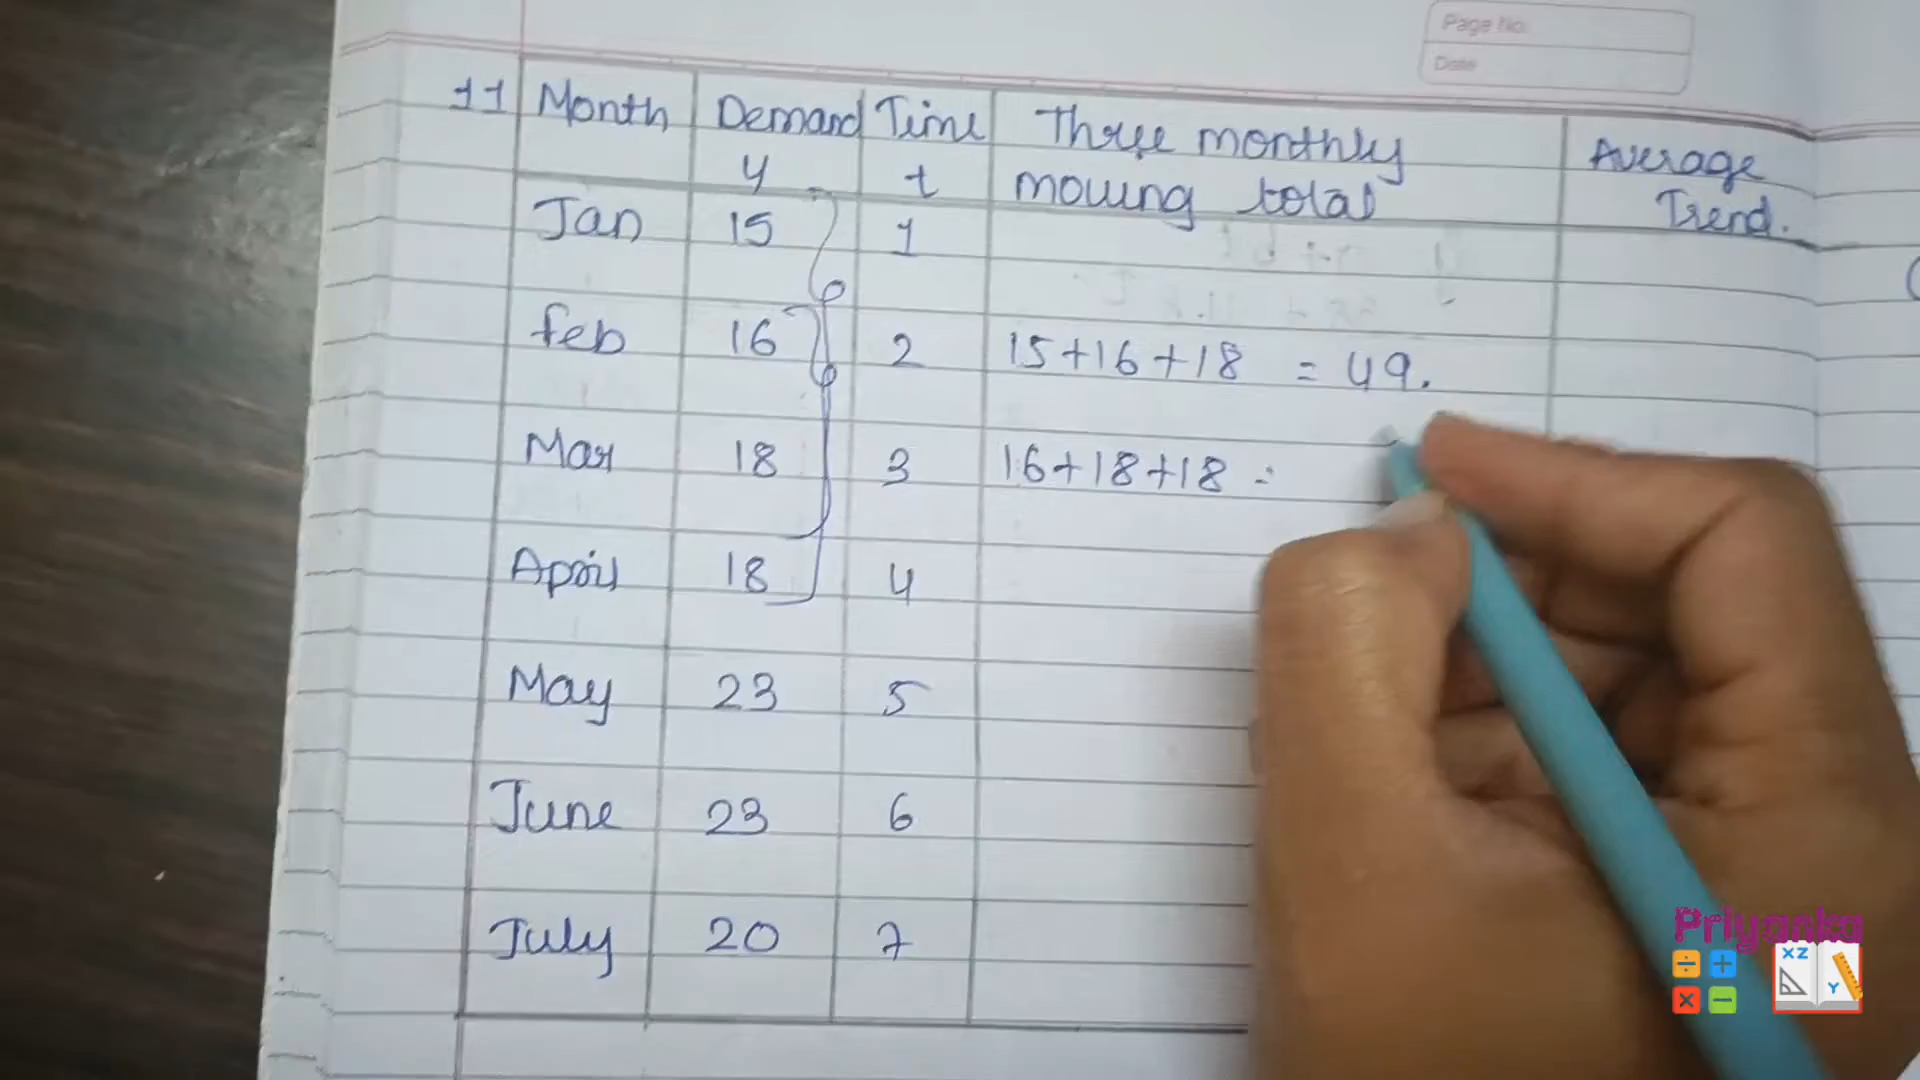 Page No.
Date
11 Month Demand Time Three monthly Average
y t moving total Trend.
Jan 15 1
feb 16 2 15+16+18 = 49.
Mar 18 3 16+18+18 =
April 18 4
May 23 5
June 23 6
July 20 7
Priyanka
XZ
Y